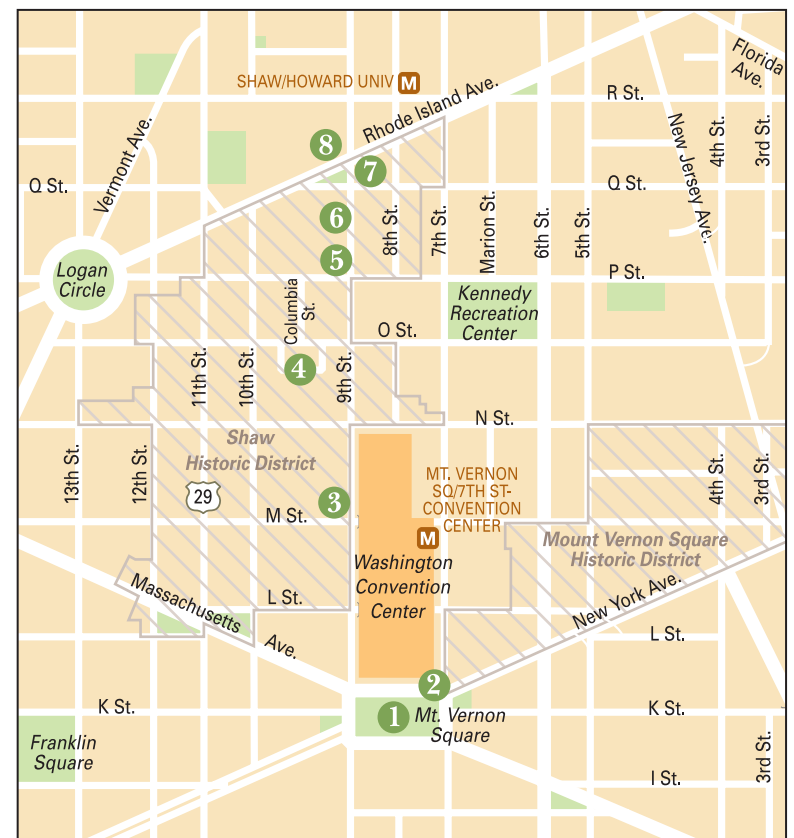 Florida
Ave.
SHAW/HOWARD UNIV M
Rhode Island Ave.
R St.
Vermont Ave.
New Jersey Ave.
4th St.
3rd St.
8
7
Q St.
Q St.
6
8th St.
7th St.
Marion St.
6th St.
5th St.
5
Logan
Circle
P St.
Columbia
St.
Kennedy
Recreation
Center
O St.
11th St.
10th St.
4
9th St.
N St.
Shaw
Historic District
13th St.
12th St.
29
3
M St.
MT. VERNON
SQ/7TH ST-
CONVENTION
CENTER
M
4th St.
3rd St.
Mount Vernon Square
Historic District
Washington
Convention
Center
Massachusetts
Ave.
L St.
New York Ave.
L St.
2
K St.
1
Mt. Vernon
Square
K St.
Franklin
Square
I St.
3rd St.